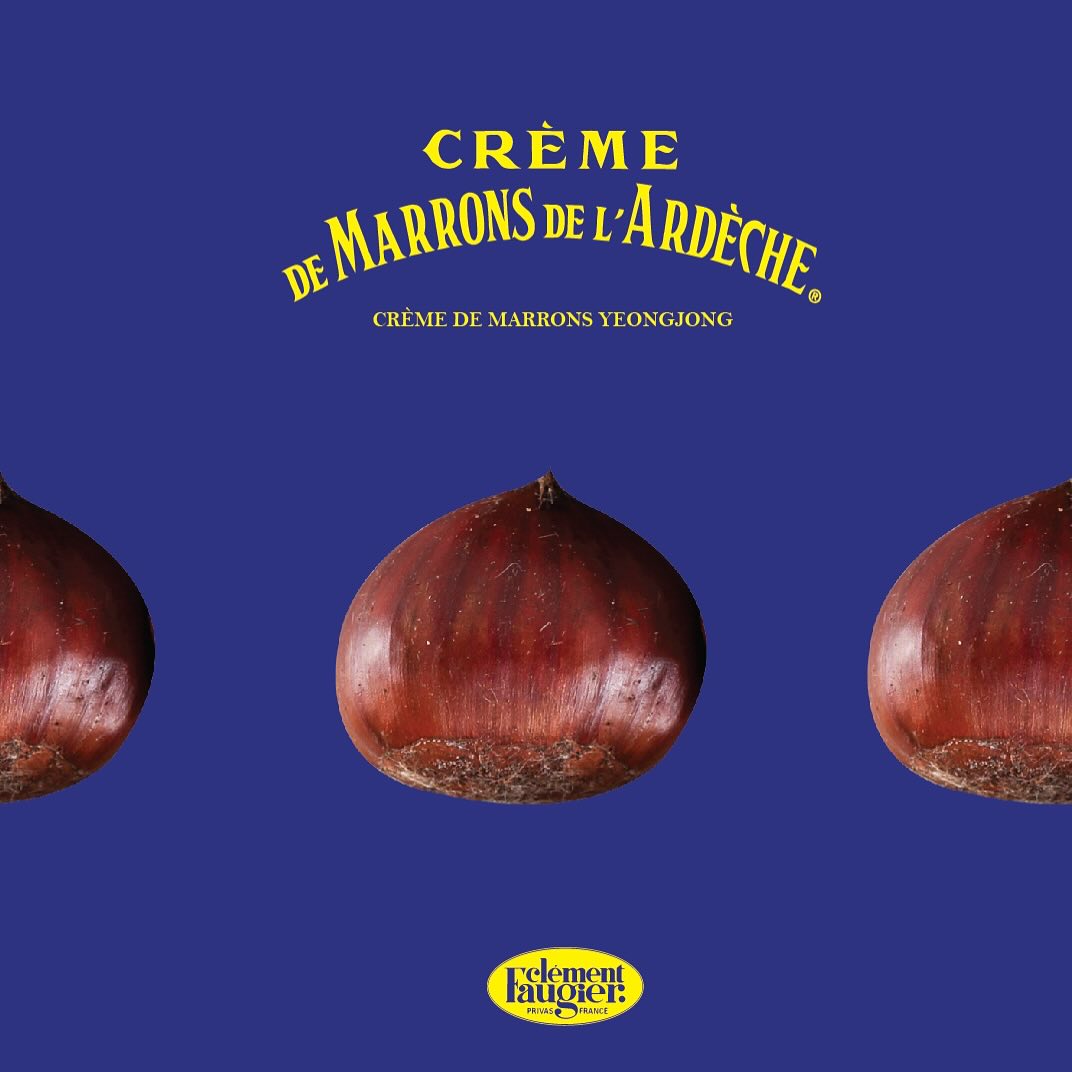 CRÈME
DE MARRONS DE L'ARDÈCHE®
CRÈME DE MARRONS YEONGJONG
clément
Faugier.
PRIVAS FRANCE